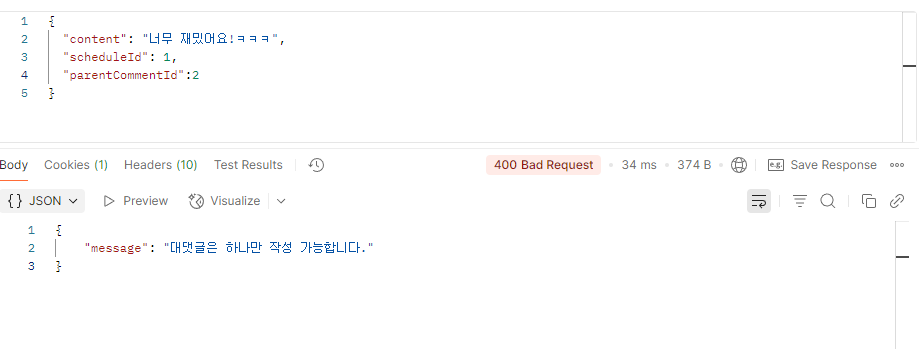 1 {
2 "content": "너무 재밌어요!ㅋㅋㅋ",
3 "scheduleId": 1,
4 "parentCommentId":2
5 }
Body Cookies (1) Headers (10) Test Results 400 Bad Request • 34 ms • 374 B • e.g. Save Response
{} JSON Preview Visualize
1 {
2 "message": "대댓글은 하나만 작성 가능합니다."
3 }